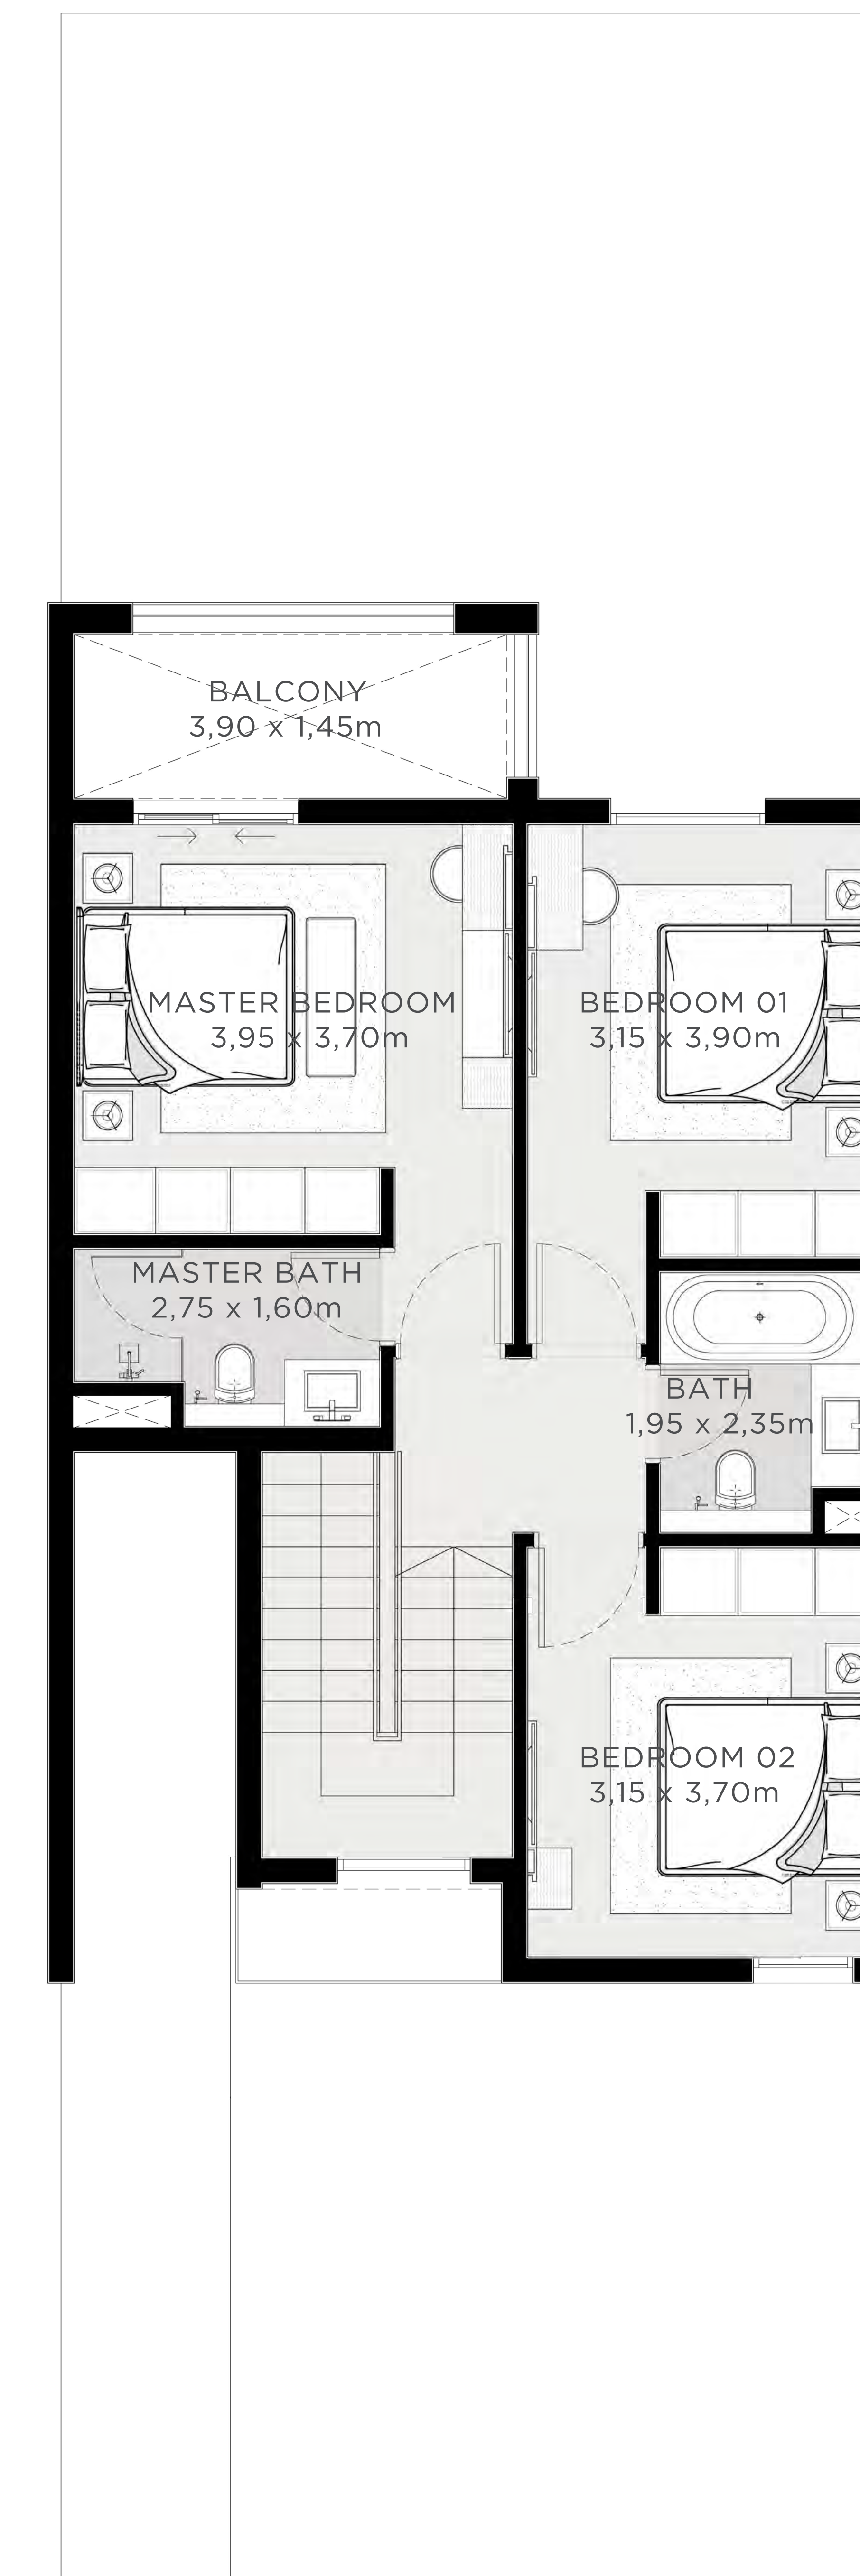 BALCONY
3,90 x 1,45m
MASTER BEDROOM
3,95 x 3,70m
BEDROOM 01
3,15 x 3,90m
MASTER BATH
2,75 x 1,60m
BATH
1,95 x 2,35m
BEDROOM 02
3,15 x 3,70m